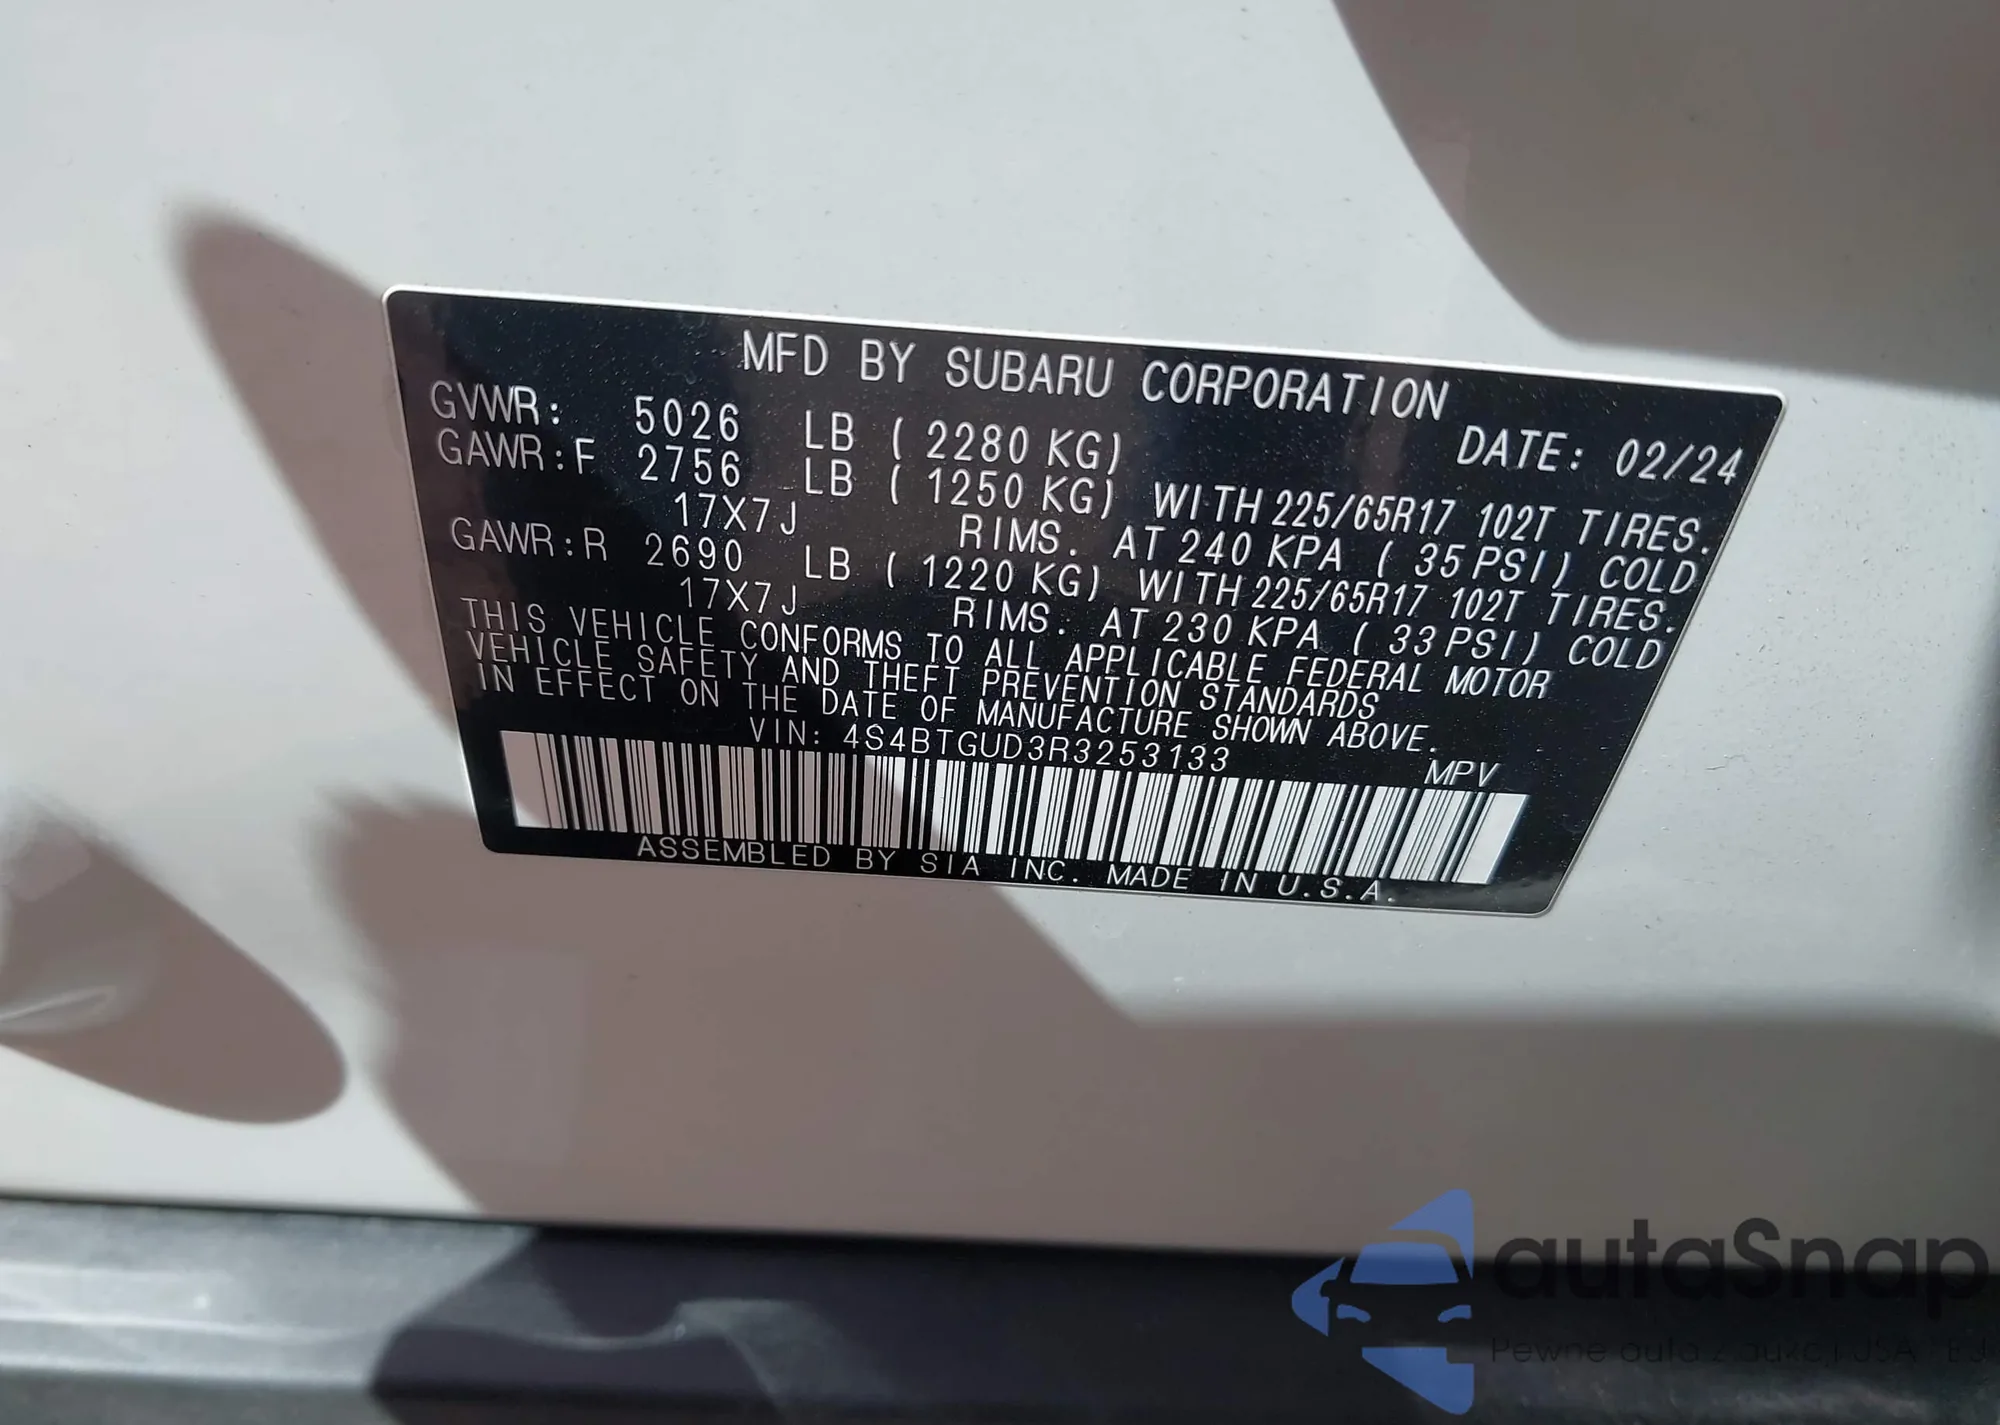 MFD BY SUBARU CORPORATION
GVWR: 5026 LB ( 2280 KG) DATE: 02/24
GAWR:F 2756 LB ( 1250 KG) WITH 225/65R17 102T TIRES.
17X7J RIMS. AT 240 KPA ( 35 PSI) COLD
GAWR:R 2690 LB ( 1220 KG) WITH 225/65R17 102T TIRES.
17X7J RIMS. AT 230 KPA ( 33 PSI) COLD
THIS VEHICLE CONFORMS TO ALL APPLICABLE FEDERAL MOTOR
VEHICLE SAFETY AND THEFT PREVENTION STANDARDS
IN EFFECT ON THE DATE OF MANUFACTURE SHOWN ABOVE.
VIN: 4S4BTGUD3R3253133 MPV
ASSEMBLED BY SIA INC. MADE IN U.S.A.
autaSnap
Pewne auta z aukcji USA